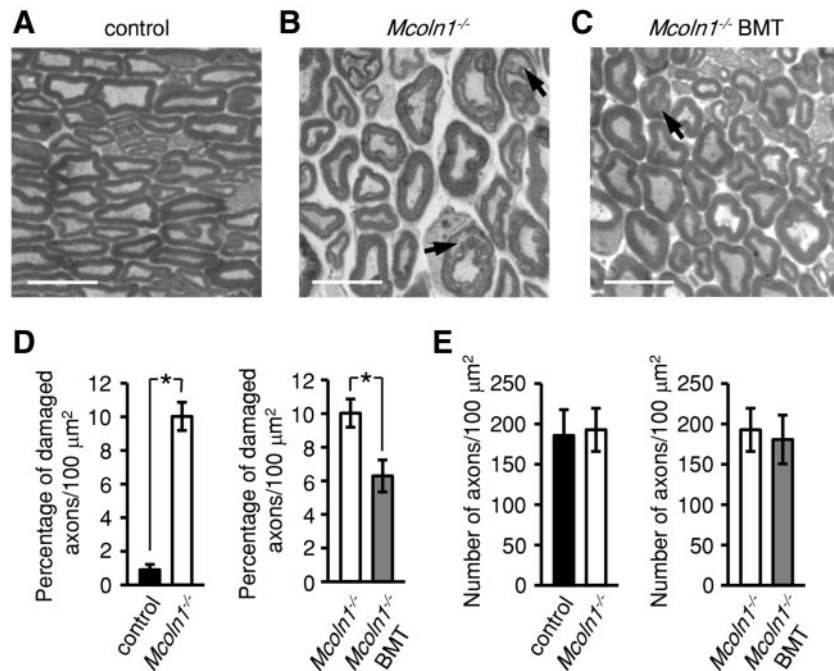 A control
B Mcoln1-/-
C Mcoln1-/- BMT
D
Percentage of damaged
axons/100 µm²
12
10
8
6
4
2
0
control
Mcoln1-/-
*
Percentage of damaged
axons/100 µm²
12
10
8
6
4
2
0
Mcoln1-/-
Mcoln1-/-
BMT
*
E
Number of axons/100 µm²
250
200
150
100
50
0
control
Mcoln1-/-
Number of axons/100 µm²
250
200
150
100
50
0
Mcoln1-/-
Mcoln1-/-
BMT